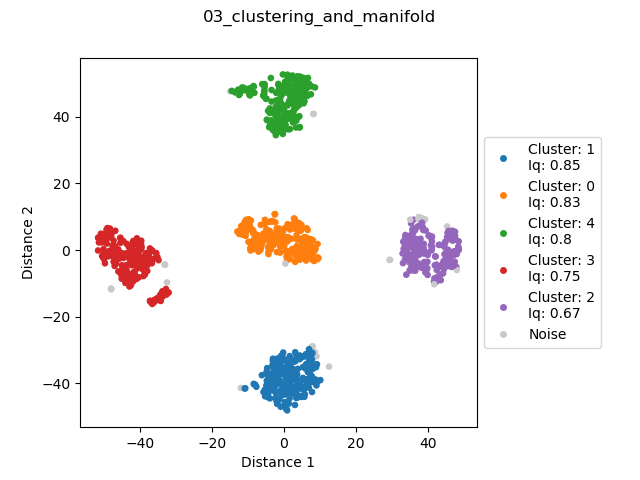 03_clustering_and_manifold
Distance 2
40
20
0
−20
−40
−40
−20
0
20
40
Distance 1
Cluster: 1
Iq: 0.85
Cluster: 0
Iq: 0.83
Cluster: 4
Iq: 0.8
Cluster: 3
Iq: 0.75
Cluster: 2
Iq: 0.67
Noise